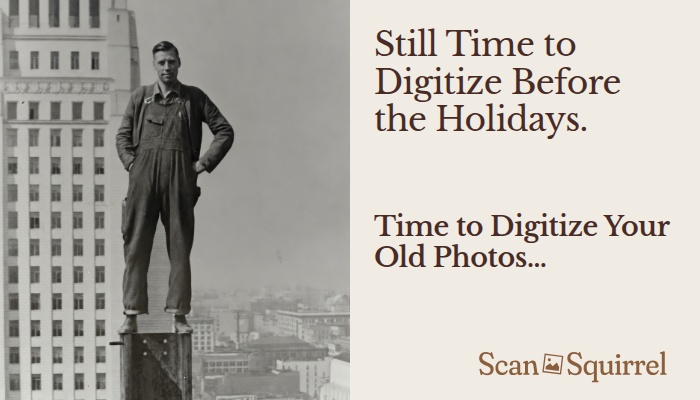 Still Time to
Digitize Before
the Holidays.
Time to Digitize Your
Old Photos...
Scan Squirrel